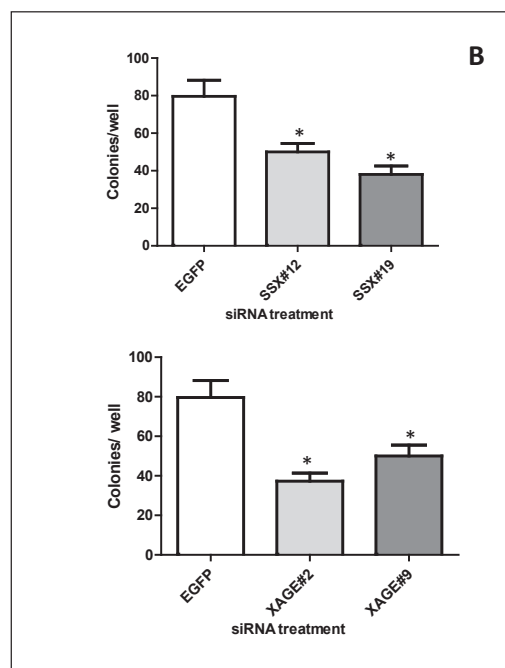 B
100
80
60
40
20
0
Colonies/well
*
*
EGFP
SSX#12
SSX#19
siRNA treatment
100
80
60
40
20
0
Colonies/ well
*
*
EGFP
XAGE#2
XAGE#9
siRNA treatment